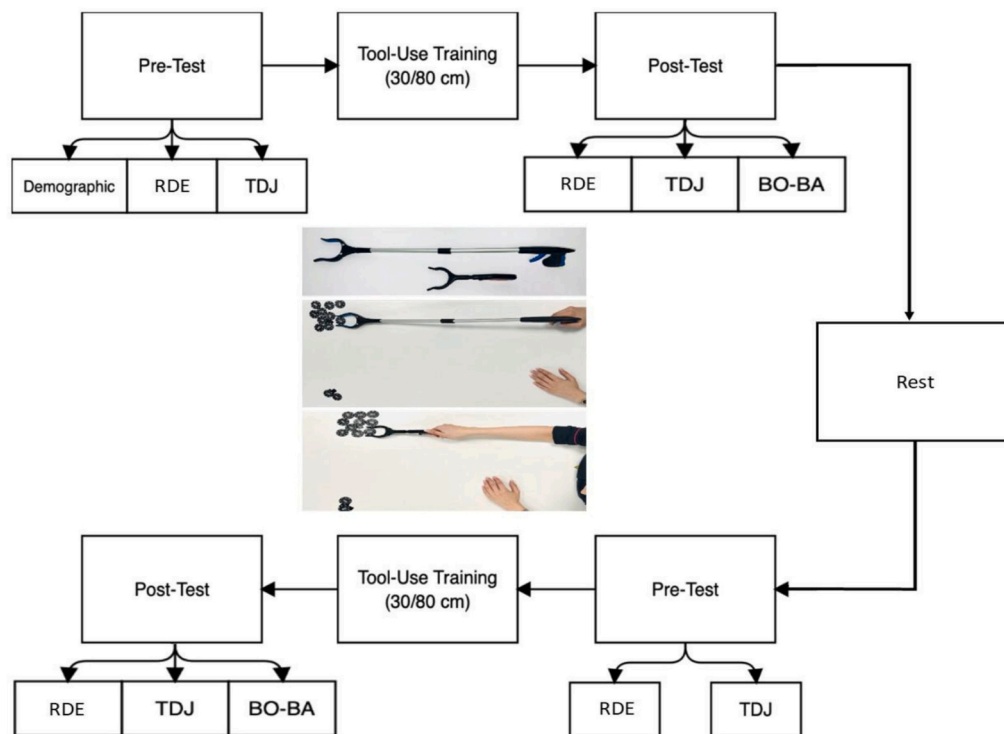 Pre-Test
Tool-Use Training
(30/80 cm)
Post-Test
Demographic
RDE
TDJ
RDE
TDJ
BO-BA
Rest
Post-Test
Tool-Use Training
(30/80 cm)
Pre-Test
RDE
TDJ
BO-BA
RDE
TDJ